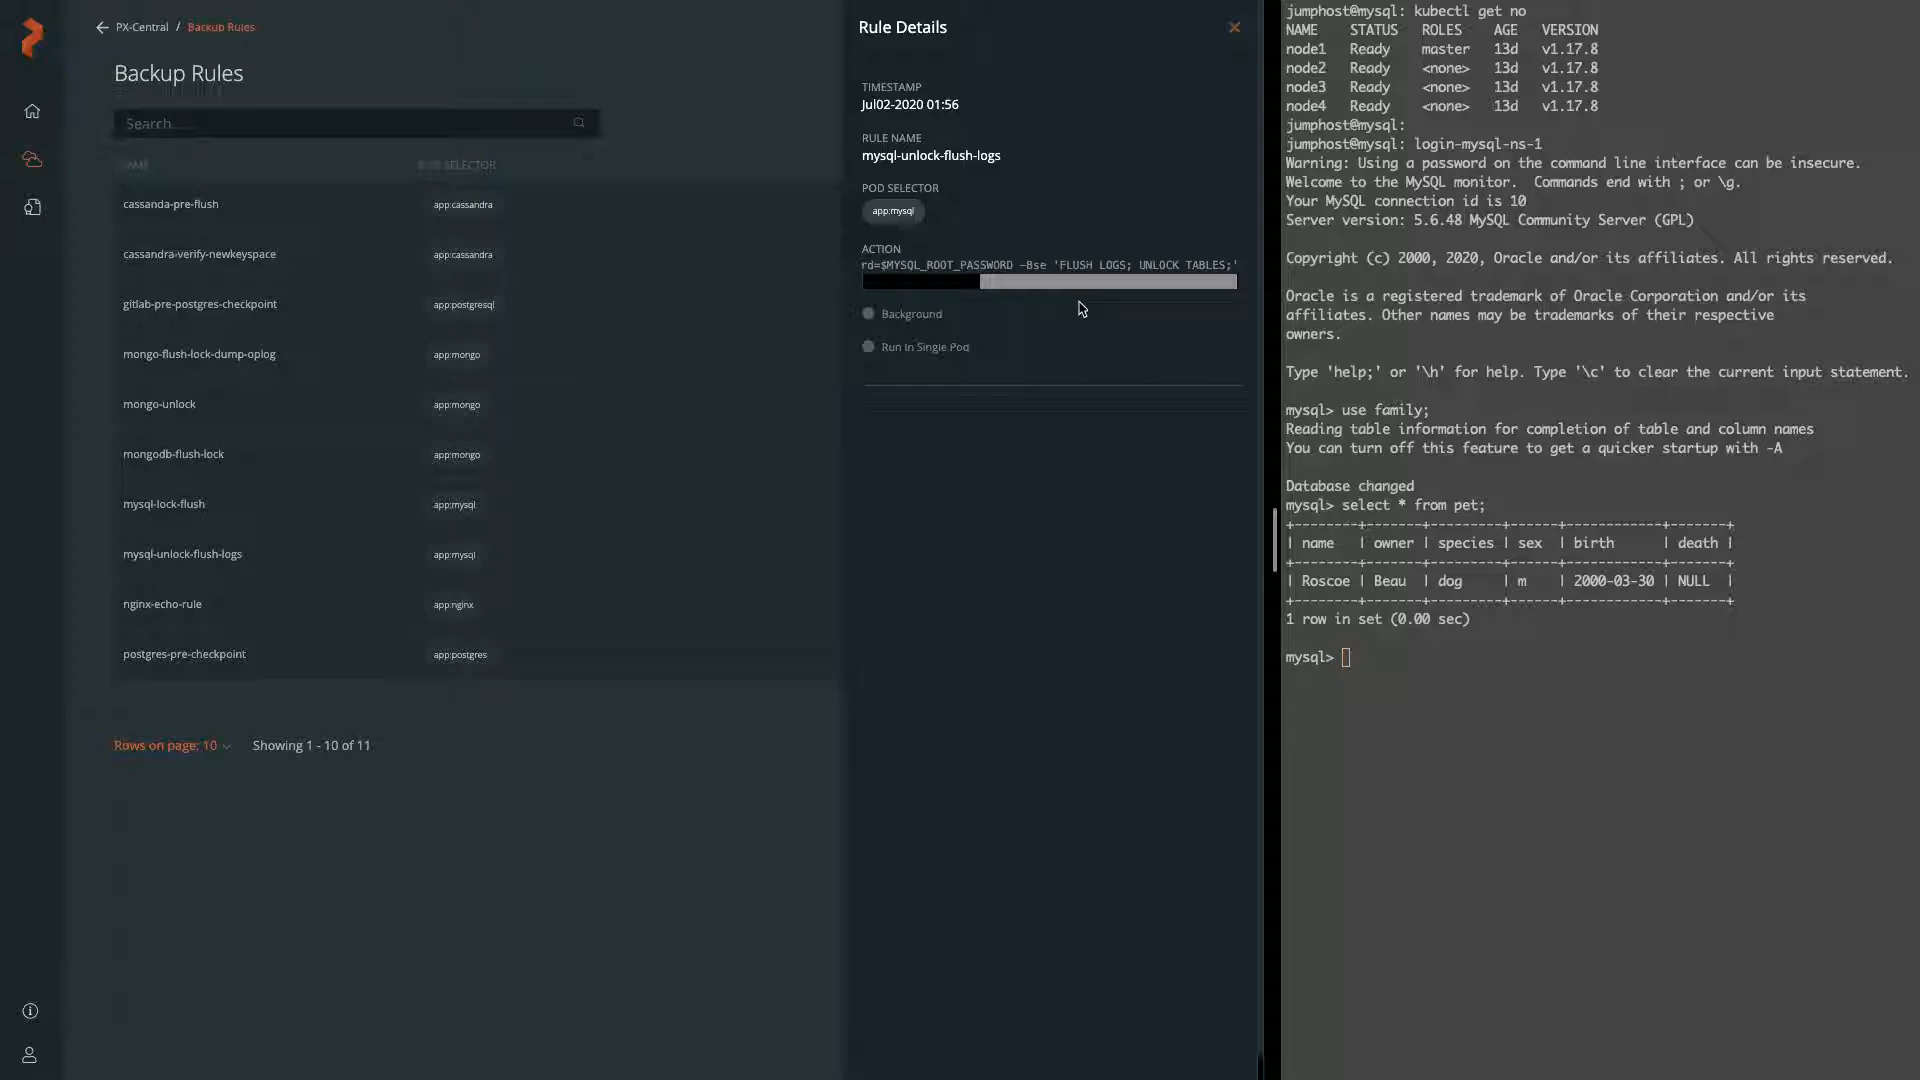 PX-Central / Backup Rules
Backup Rules
Search...
SELECTOR
cassanda-pre-flush app:cassandra
cassandra-verify-newkeyspace app:cassandra
gitlab-pre-postgres-checkpoint app:postgresql
mongo-flush-lock-dump-oplog app:mongo
mongo-unlock app:mongo
mongodb-flush-lock app:mongo
mysql-lock-flush app:mysql
mysql-unlock-flush-logs app:mysql
nginx-echo-rule app:nginx
postgres-pre-checkpoint app:postgres
Rows on page: 10 Showing 1 - 10 of 11
Rule Details
TIMESTAMP
Jul02-2020 01:56
RULE NAME
mysql-unlock-flush-logs
POD SELECTOR
app:mysql
ACTION
rd=$MYSQL_ROOT_PASSWORD -Bse 'FLUSH LOGS; UNLOCK TABLES;'
Background
Run In Single Pod
jumphost@mysql: kubectl get no
NAME STATUS ROLES AGE VERSION
node1 Ready master 13d v1.17.8
node2 Ready <none> 13d v1.17.8
node3 Ready <none> 13d v1.17.8
node4 Ready <none> 13d v1.17.8
jumphost@mysql:
jumphost@mysql: login-mysql-ns-1
Warning: Using a password on the command line interface can be insecure.
Welcome to the MySQL monitor. Commands end with ; or \g.
Your MySQL connection id is 10
Server version: 5.6.48 MySQL Community Server (GPL)
Copyright (c) 2000, 2020, Oracle and/or its affiliates. All rights reserved.
Oracle is a registered trademark of Oracle Corporation and/or its
affiliates. Other names may be trademarks of their respective
owners.
Type 'help;' or '\h' for help. Type '\c' to clear the current input statement.
mysql> use family;
Reading table information for completion of table and column names
You can turn off this feature to get a quicker startup with -A
Database changed
mysql> select * from pet;
+--------+-------+---------+------+------------+-------+
| name | owner | species | sex | birth | death |
+--------+-------+---------+------+------------+-------+
| Roscoe | Beau | dog | m | 2000-03-30 | NULL |
+--------+-------+---------+------+------------+-------+
1 row in set (0.00 sec)
mysql>